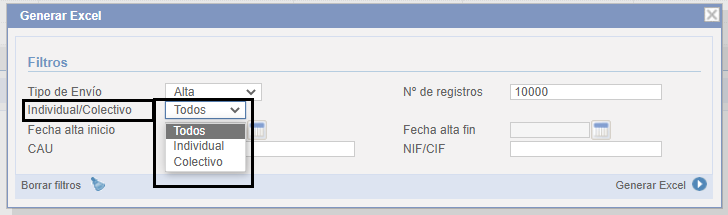 Generar Excel
Filtros
Tipo de Envío Alta Nº de registros 10000
Individual/Colectivo Todos
Todos
Individual
Colectivo
Fecha alta inicio Fecha alta fin
CAU NIF/CIF
Borrar filtros Generar Excel